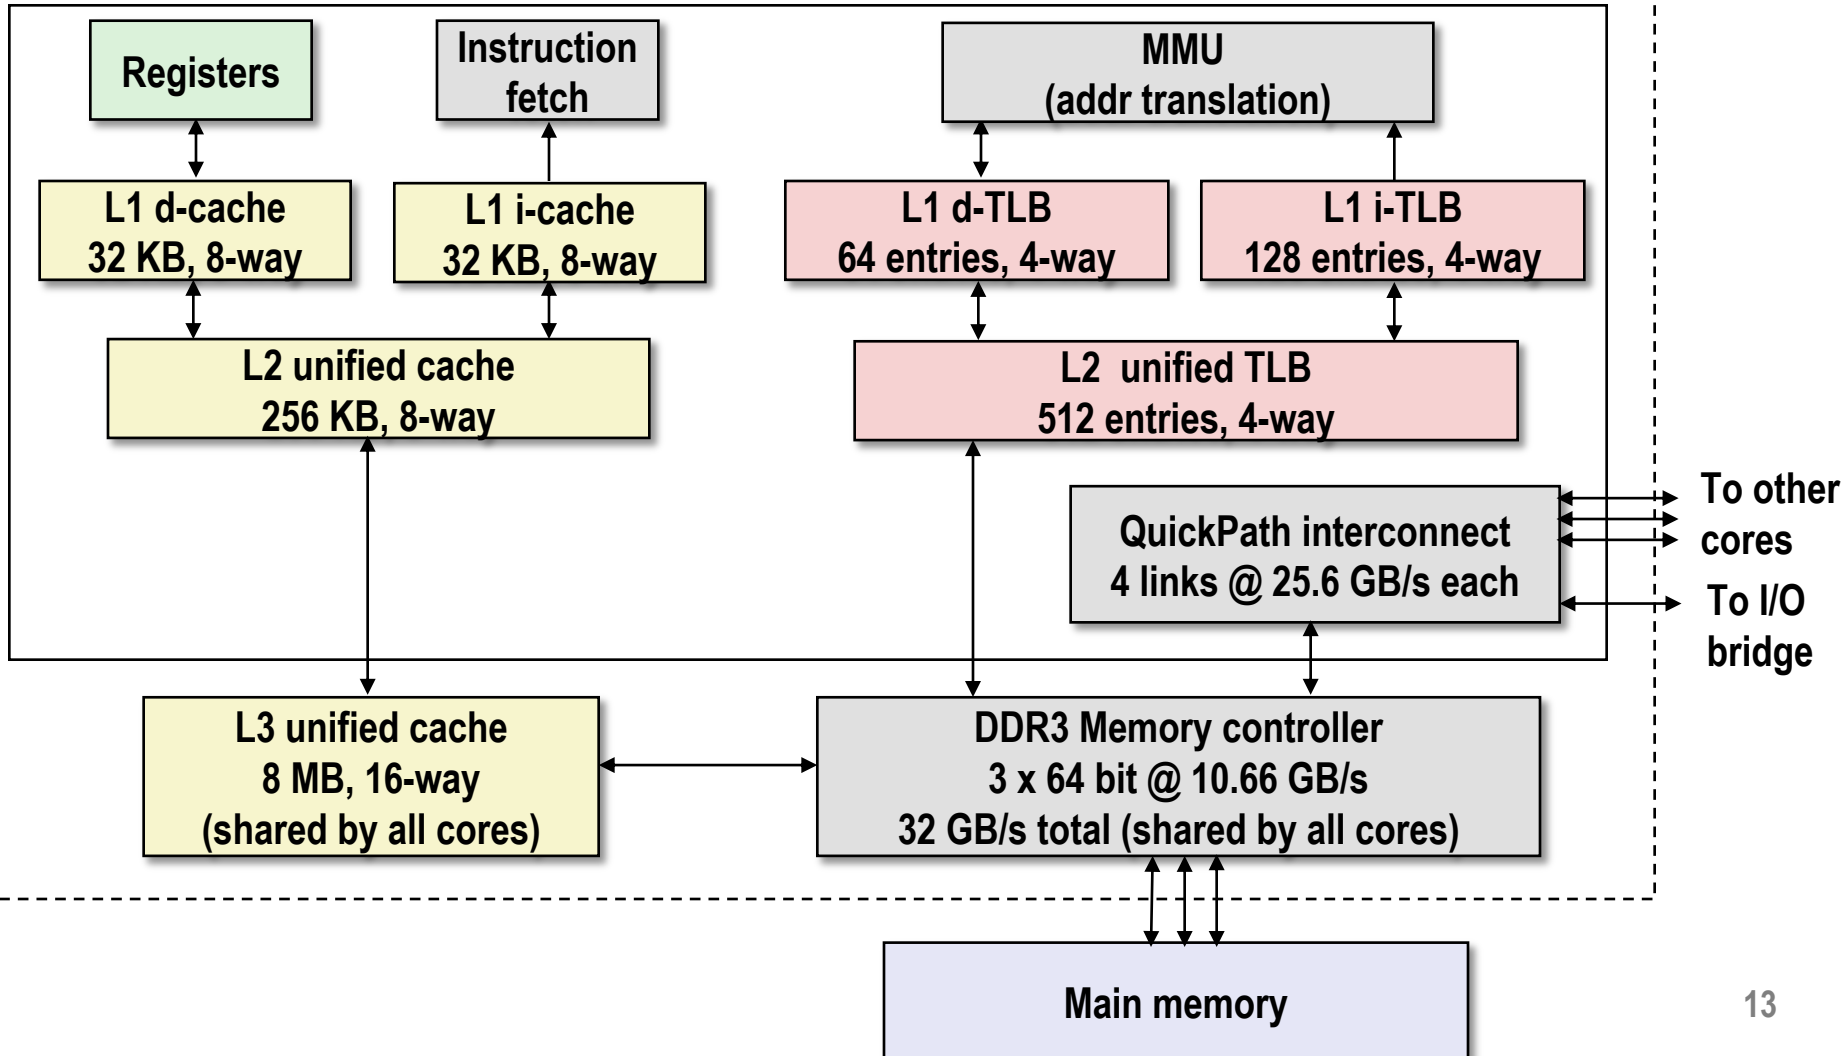 Registers
Instruction
fetch
MMU
(addr translation)
L1 d-cache
32 KB, 8-way
L1 i-cache
32 KB, 8-way
L1 d-TLB
64 entries, 4-way
L1 i-TLB
128 entries, 4-way
L2 unified cache
256 KB, 8-way
L2 unified TLB
512 entries, 4-way
QuickPath interconnect
4 links @ 25.6 GB/s each
To other
cores
To I/O
bridge
L3 unified cache
8 MB, 16-way
(shared by all cores)
DDR3 Memory controller
3 x 64 bit @ 10.66 GB/s
32 GB/s total (shared by all cores)
Main memory
13